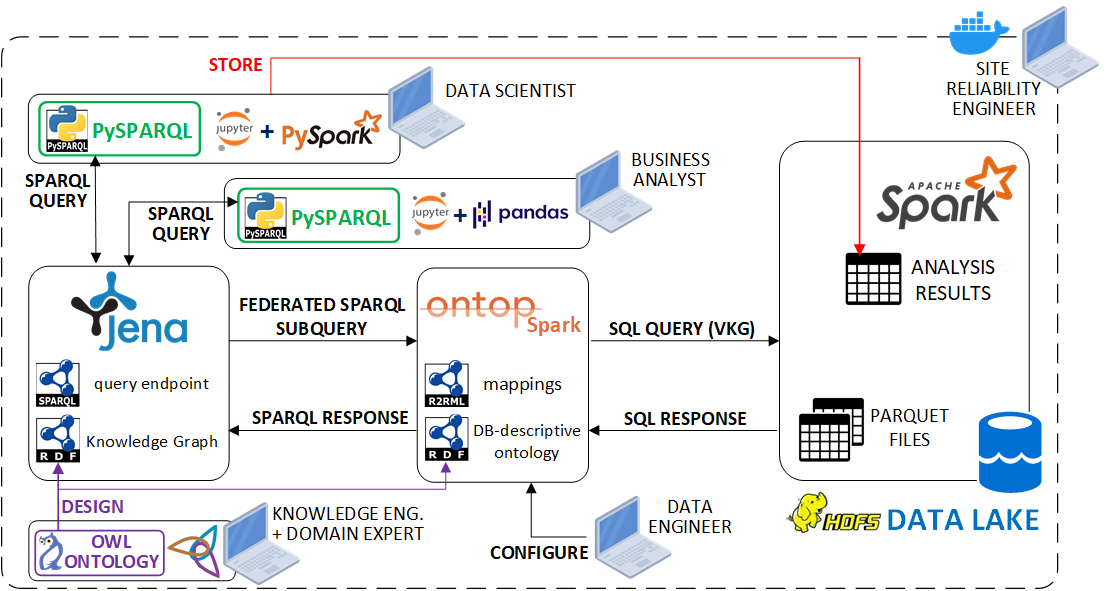 SITE
RELIABILITY
ENGINEER
STORE
DATA SCIENTIST
PySPARQL
PySPARQL
jupyter
+
PySpark
BUSINESS
ANALYST
SPARQL
QUERY
SPARQL
QUERY
PySPARQL
PySPARQL
jupyter
+
pandas
APACHE
Spark
ANALYSIS
RESULTS
Jena
FEDERATED SPARQL
SUBQUERY
ontop
Spark
SQL QUERY (VKG)
SPARQL
query endpoint
R2RML
mappings
SPARQL RESPONSE
SQL RESPONSE
PARQUET
FILES
RDF
Knowledge Graph
RDF
DB-descriptive
ontology
DESIGN
OWL
ONTOLOGY
KNOWLEDGE ENG.
+ DOMAIN EXPERT
CONFIGURE
DATA
ENGINEER
HDFS
DATA LAKE